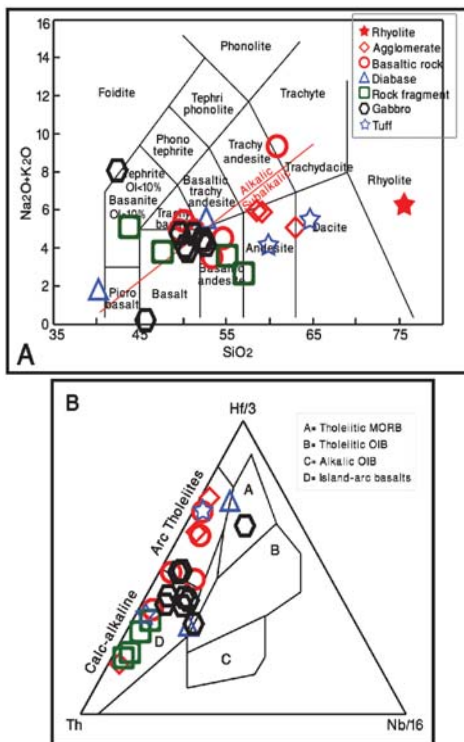 A
Na2O+K2O
16
14
12
10
8
6
4
2
0
35
45
55
65
75
SiO2
Phonolite
Foidite
Tephri
phonolite
Trachyte
Phono
tephrite
Trachy
andesite
Tephrite
Ol<10%
Basanite
Ol>10%
Basaltic
trachy
andesite
Trachydacite
Alkalic
Subalkalic
Rhyolite
Dacite
Andesite
Basaltic
andesite
Basalt
Picro
basalt
Rhyolite
Agglomerate
Basaltic rock
Diabase
Rock fragment
Gabbro
Tuff
B
Hf/3
A= Tholeiitic MORB
B= Tholeiitic OIB
C= Alkalic OIB
D= Island-arc basalts
Arc Tholeiites
Calc-alkaline
A
B
C
D
Th
Nb/16